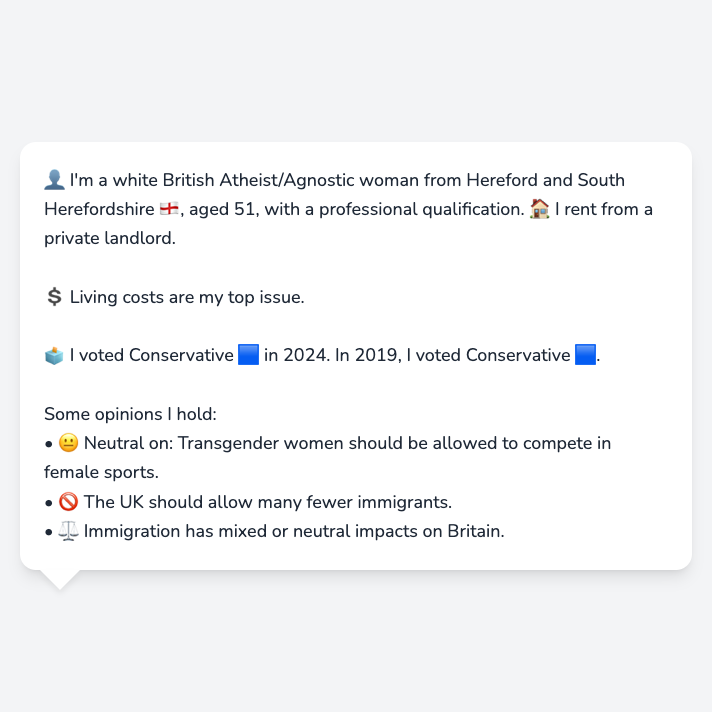 👤 I'm a white British Atheist/Agnostic woman from Hereford and South
Herefordshire 🏴󠁧󠁢󠁥󠁮󠁧󠁿, aged 51, with a professional qualification. 🏠 I rent from a
private landlord.
💲 Living costs are my top issue.
🗳️ I voted Conservative 🟦 in 2024. In 2019, I voted Conservative 🟦.
Some opinions I hold:
• 😐 Neutral on: Transgender women should be allowed to compete in
female sports.
• 🚫 The UK should allow many fewer immigrants.
• ⚖️ Immigration has mixed or neutral impacts on Britain.